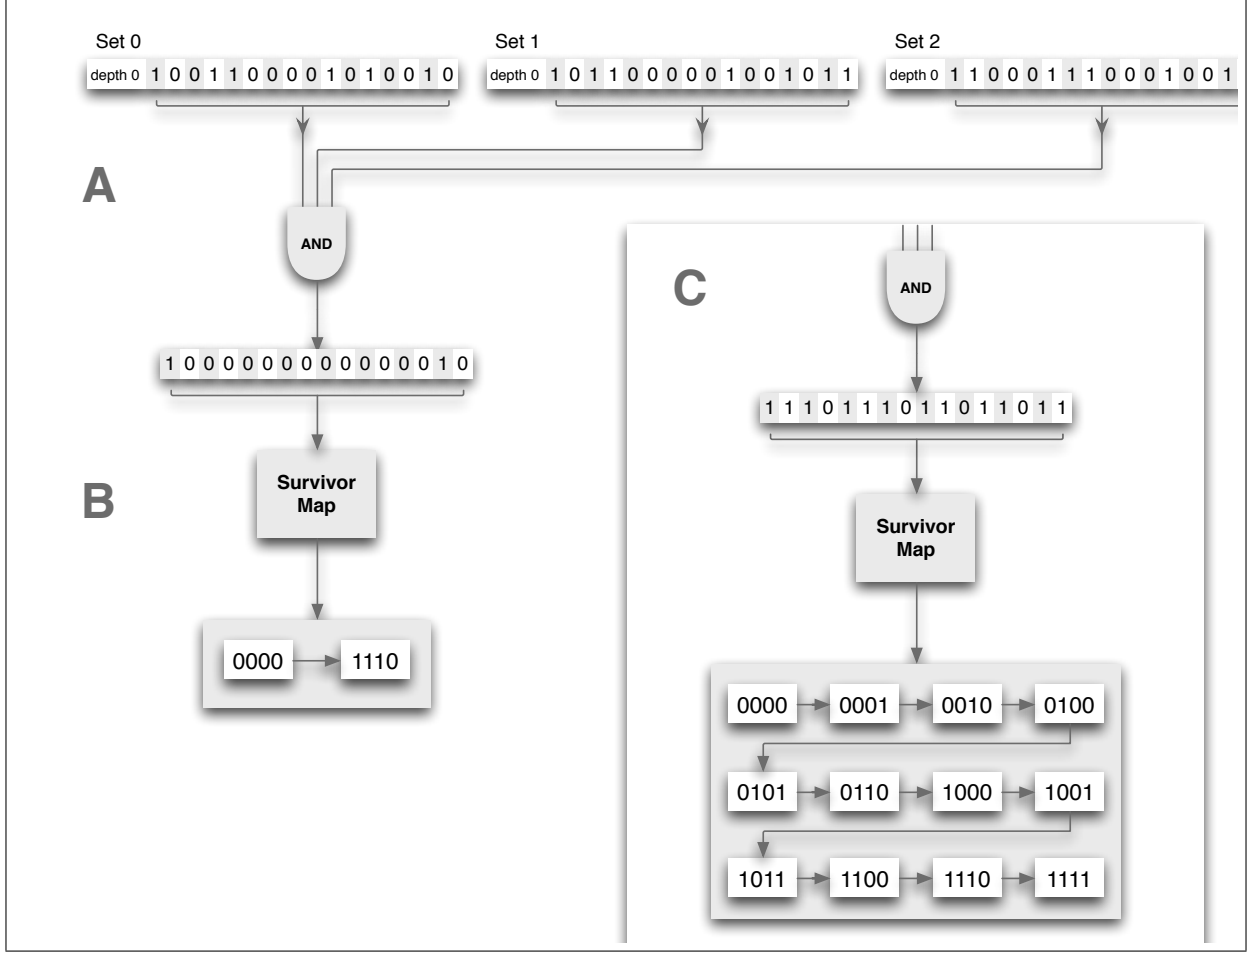 Set 0
depth 0 1 0 0 1 1 0 0 0 0 1 0 1 0 0 1 0
Set 1
depth 0 1 0 1 1 0 0 0 0 0 1 0 0 1 0 1 1
Set 2
depth 0 1 1 0 0 0 1 1 1 0 0 0 1 0 0 1
A
AND
1 0 0 0 0 0 0 0 0 0 0 0 0 0 1 0
B
Survivor
Map
0000 1110
C
AND
1 1 1 0 1 1 1 0 1 1 0 1 1 0 1 1
Survivor
Map
0000 0001 0010 0100
0101 0110 1000 1001
1011 1100 1110 1111